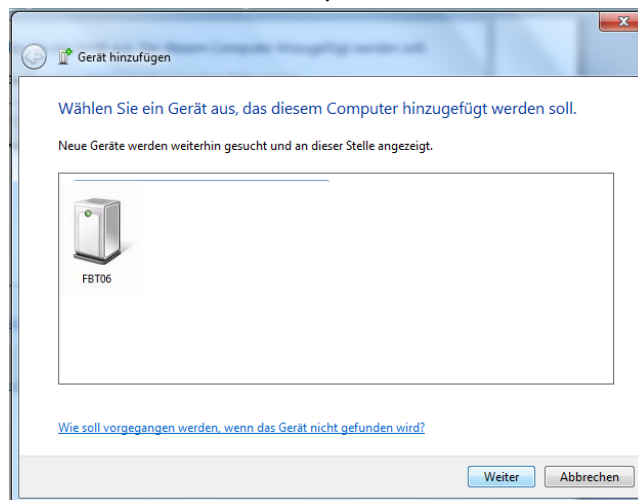 Gerät hinzufügen
Wählen Sie ein Gerät aus, das diesem Computer hinzugefügt werden soll.
Neue Geräte werden weiterhin gesucht und an dieser Stelle angezeigt.
FBT06
Wie soll vorgegangen werden, wenn das Gerät nicht gefunden wird?
Weiter Abbrechen